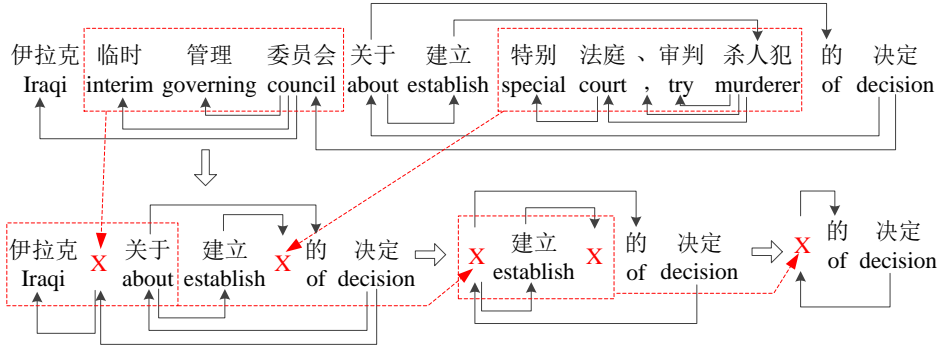 伊拉克 临时 管理 委员会 关于 建立 特别 法庭 、 审判 杀人犯 的 决定
Iraqi interim governing council about establish special court , try murderer of decision
伊拉克 X 关于 建立 X 的 决定 X 建立 X 的 决定 X 的 决定
Iraqi about establish of decision establish of decision of decision